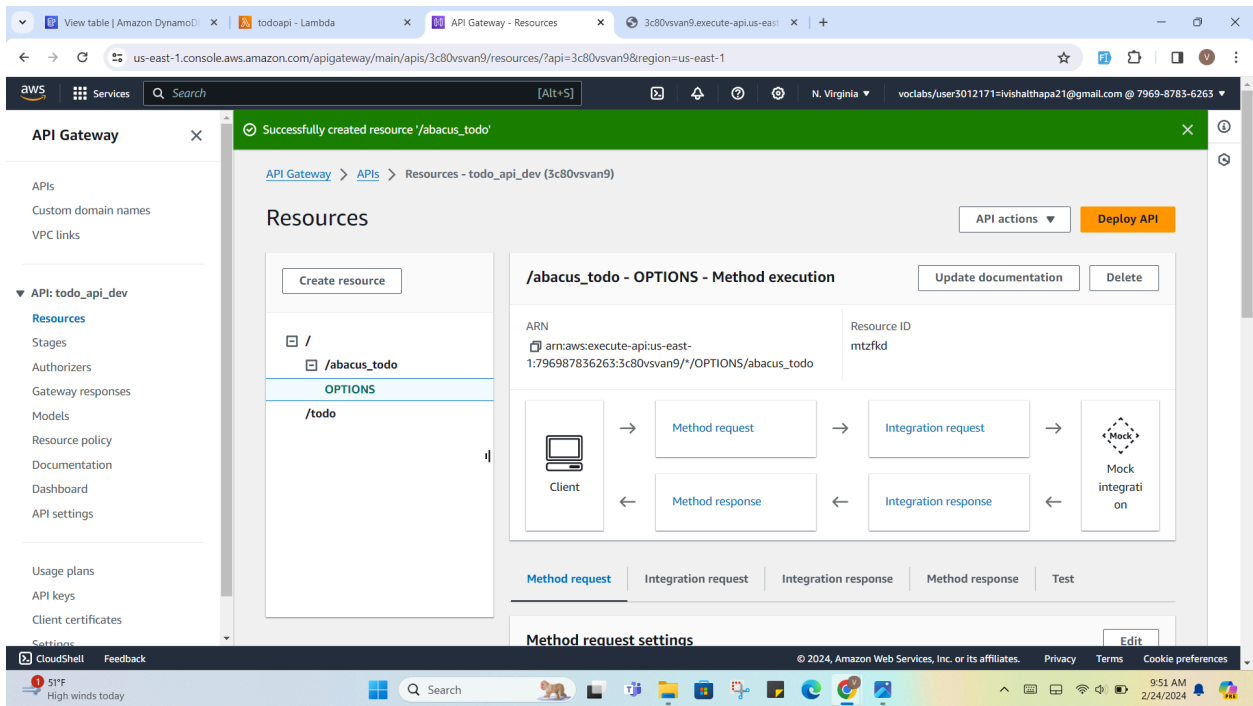 View table | Amazon DynamoD
todoapi - Lambda
API Gateway - Resources
3c80vsvan9.execute-api.us-east
us-east-1.console.aws.amazon.com/apigateway/main/apis/3c80vsvan9/resources/?api=3c80vsvan9&region=us-east-1
aws
Services
Search
[Alt+S]
N. Virginia
voclabs/user3012171=ivishalthapa21@gmail.com @ 7969-8783-6263
API Gateway
Successfully created resource '/abacus_todo'
APIs
Custom domain names
VPC links
API: todo_api_dev
Resources
Stages
Authorizers
Gateway responses
Models
Resource policy
Documentation
Dashboard
API settings
Usage plans
API keys
Client certificates
Settings
API Gateway > APIs > Resources - todo_api_dev (3c80vsvan9)
Resources
API actions
Deploy API
Create resource
/
/abacus_todo
OPTIONS
/todo
/abacus_todo - OPTIONS - Method execution
Update documentation
Delete
ARN
arn:aws:execute-api:us-east-
1:796987836263:3c80vsvan9/*/OPTIONS/abacus_todo
Resource ID
mtzfkd
Client
Method request
Integration request
Method response
Integration response
Mock
Mock
integrati
on
Method request
Integration request
Integration response
Method response
Test
Method request settings
Edit
CloudShell
Feedback
© 2024, Amazon Web Services, Inc. or its affiliates.
Privacy
Terms
Cookie preferences
1
51°F
High winds today
Search
9:51 AM
2/24/2024